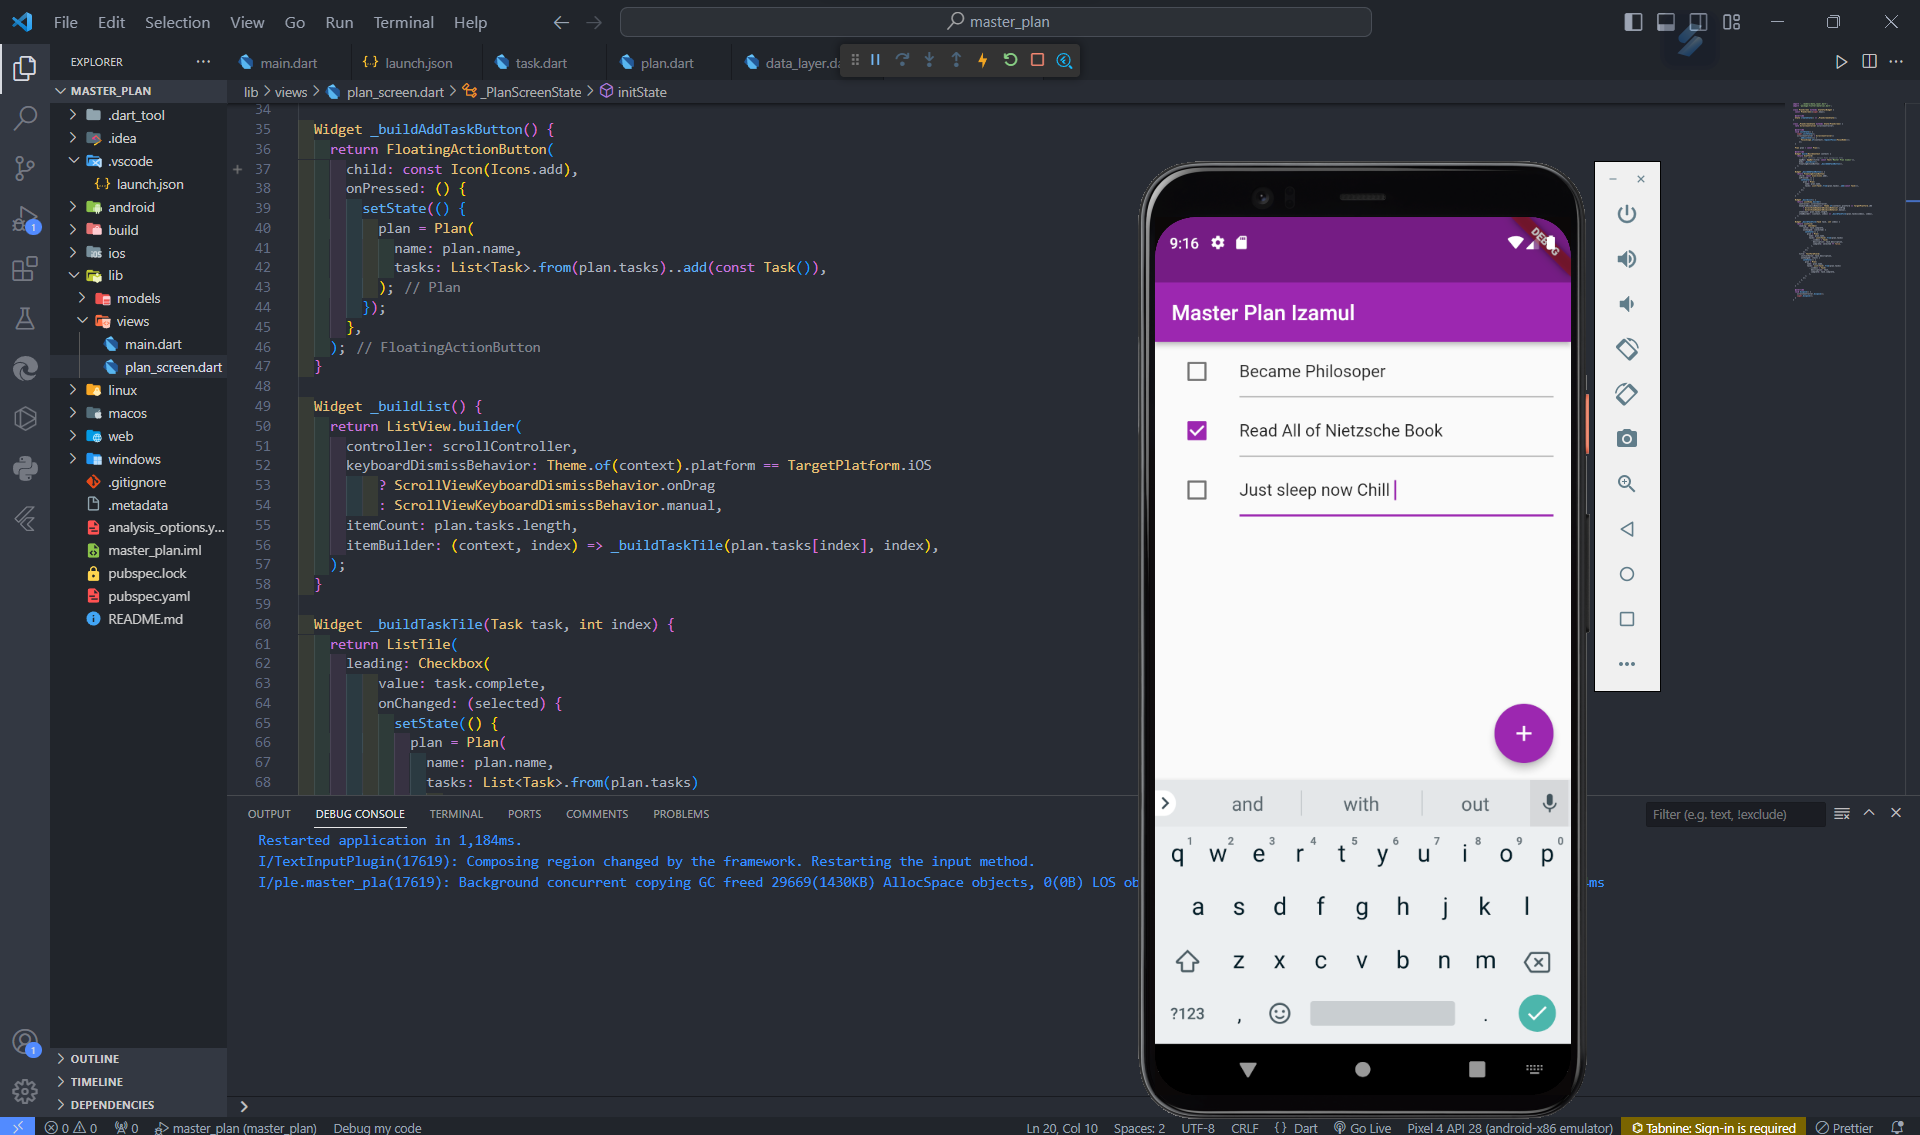 File Edit Selection View Go Run Terminal Help
master_plan
EXPLORER
main.dart
launch.json
task.dart
plan.dart
data_layer.da
MASTER_PLAN
lib > views > plan_screen.dart > _PlanScreenState > initState
.dart_tool
.idea
.vscode
launch.json
android
build
ios
lib
models
views
main.dart
plan_screen.dart
linux
macos
web
windows
.gitignore
.metadata
analysis_options.y...
master_plan.iml
pubspec.lock
pubspec.yaml
README.md
OUTLINE
TIMELINE
DEPENDENCIES
34
35 Widget _buildAddTaskButton() {
36 return FloatingActionButton(
37 child: const Icon(Icons.add),
38 onPressed: () {
39 setState(() {
40 plan = Plan(
41 name: plan.name,
42 tasks: List<Task>.from(plan.tasks)..add(const Task()),
43 ); // Plan
44 });
45 },
46 ); // FloatingActionButton
47 }
48
49 Widget _buildList() {
50 return ListView.builder(
51 controller: scrollController,
52 keyboardDismissBehavior: Theme.of(context).platform == TargetPlatform.iOS
53 ? ScrollViewKeyboardDismissBehavior.onDrag
54 : ScrollViewKeyboardDismissBehavior.manual,
55 itemCount: plan.tasks.length,
56 itemBuilder: (context, index) => _buildTaskTile(plan.tasks[index], index),
57 );
58 }
59
60 Widget _buildTaskTile(Task task, int index) {
61 return ListTile(
62 leading: Checkbox(
63 value: task.complete,
64 onChanged: (selected) {
65 setState(() {
66 plan = Plan(
67 name: plan.name,
68 tasks: List<Task>.from(plan.tasks)
OUTPUT DEBUG CONSOLE TERMINAL PORTS COMMENTS PROBLEMS
Filter (e.g. text, !exclude)
Restarted application in 1,184ms.
I/TextInputPlugin(17619): Composing region changed by the framework. Restarting the input method.
I/ple.master_pla(17619): Background concurrent copying GC freed 29669(1430KB) AllocSpace objects, 0(0B) LOS ob
ms
9:16
DEBUG
Master Plan Izamul
Became Philosoper
Read All of Nietzsche Book
Just sleep now Chill
+
and with out
q1 w2 e3 r4 t5 y6 u7 i8 o9 p0
a s d f g h j k l
z x c v b n m
?123 , .
1
1
0 0 0 master_plan (master_plan) Debug my code
Ln 20, Col 10 Spaces: 2 UTF-8 CRLF {} Dart Go Live Pixel 4 API 28 (android-x86 emulator) Tabnine: Sign-in is required Prettier